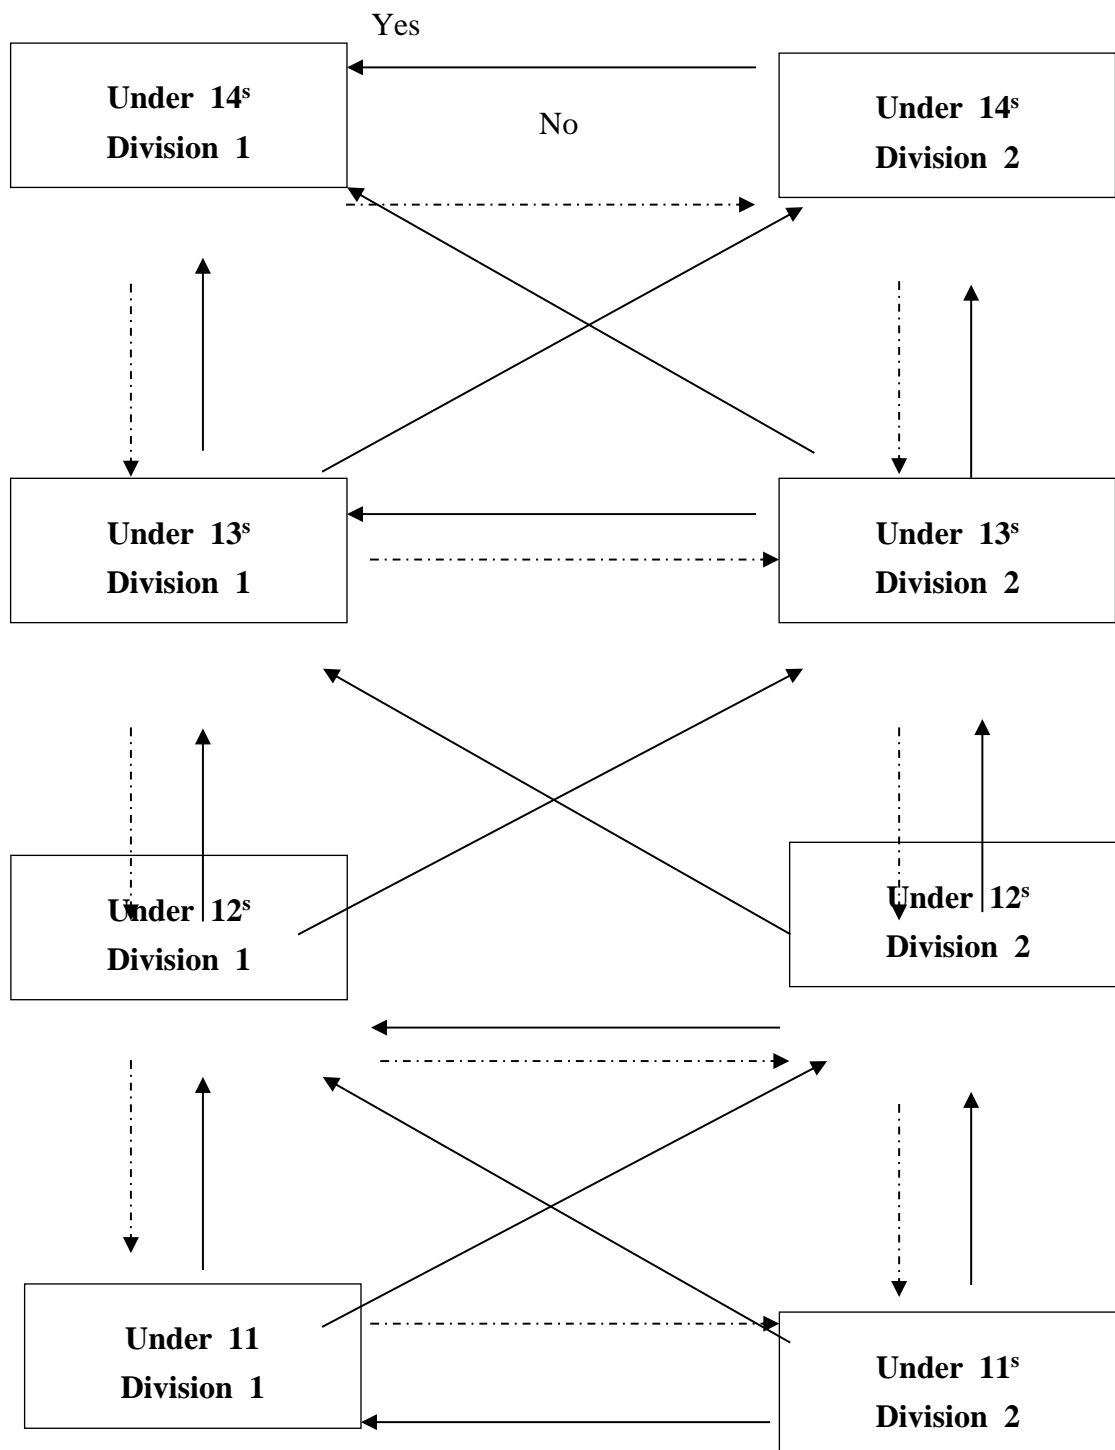 Yes
Under 14s
Division 1
No
Under 14s
Division 2
Under 13s
Division 1
Under 13s
Division 2
Under 12s
Division 1
Under 12s
Division 2
Under 11
Division 1
Under 11s
Division 2